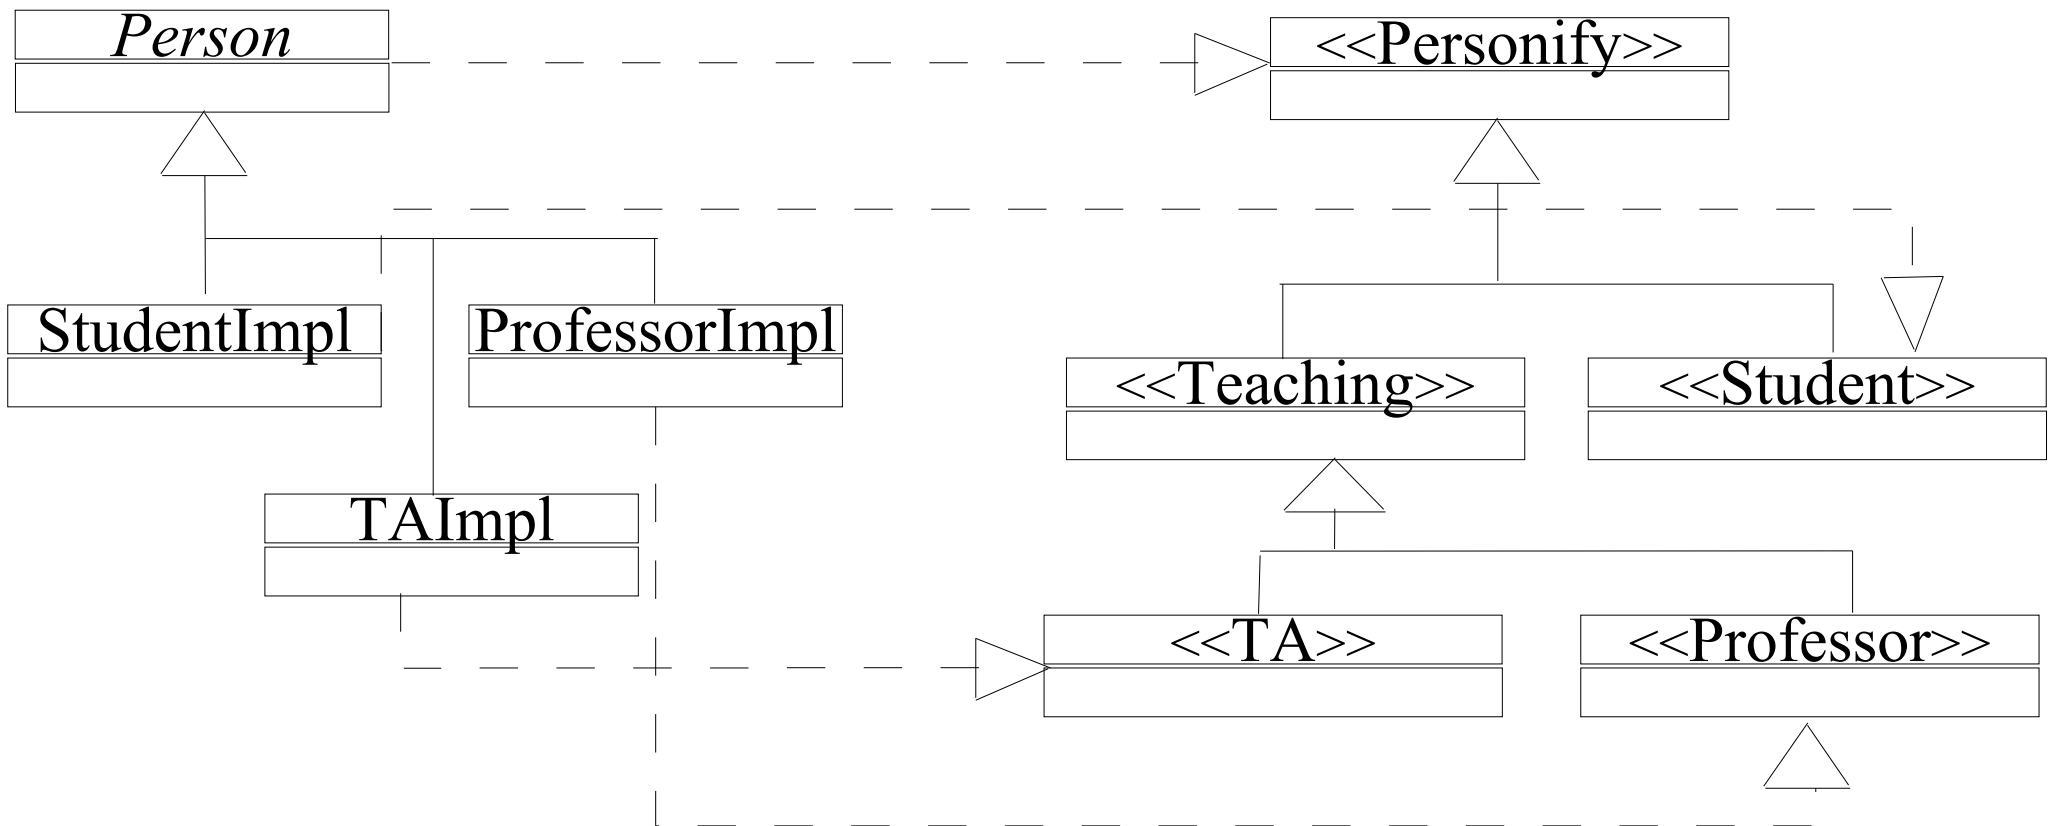 Person
<<Personify>>
StudentImpl
ProfessorImpl
<<Teaching>>
<<Student>>
TAImpl
<<TA>>
<<Professor>>